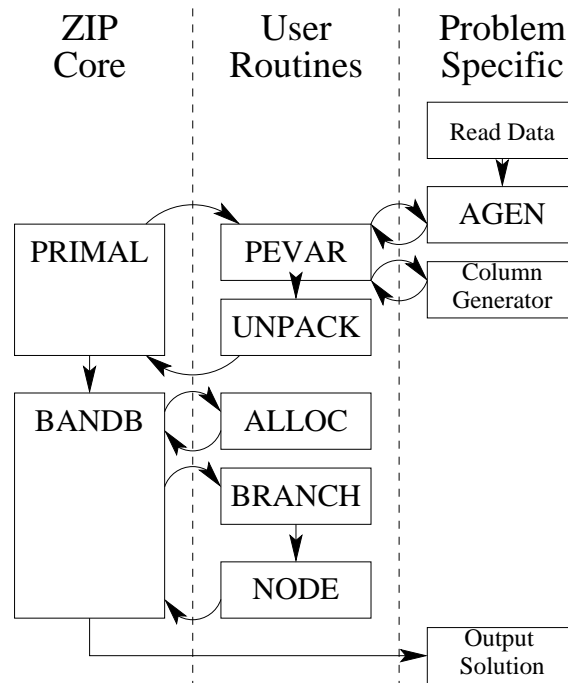 ZIP
Core
User
Routines
Problem
Specific
Read Data
AGEN
PRIMAL
PEVAR
Column
Generator
UNPACK
BANDB
ALLOC
BRANCH
NODE
Output
Solution